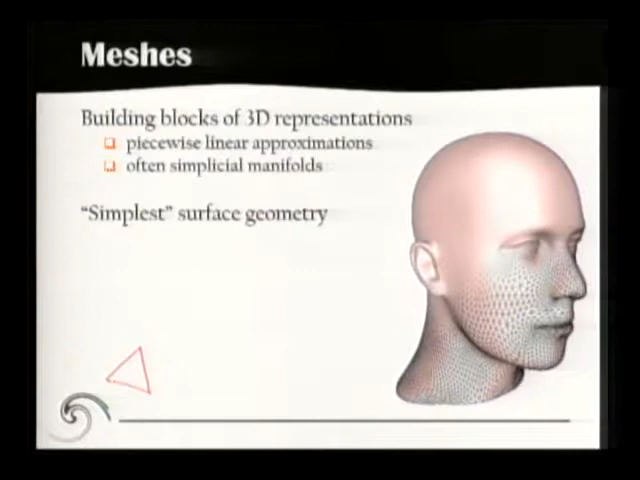 Meshes
Building blocks of 3D representations
piecewise linear approximations
often simplicial manifolds
“Simplest” surface geometry